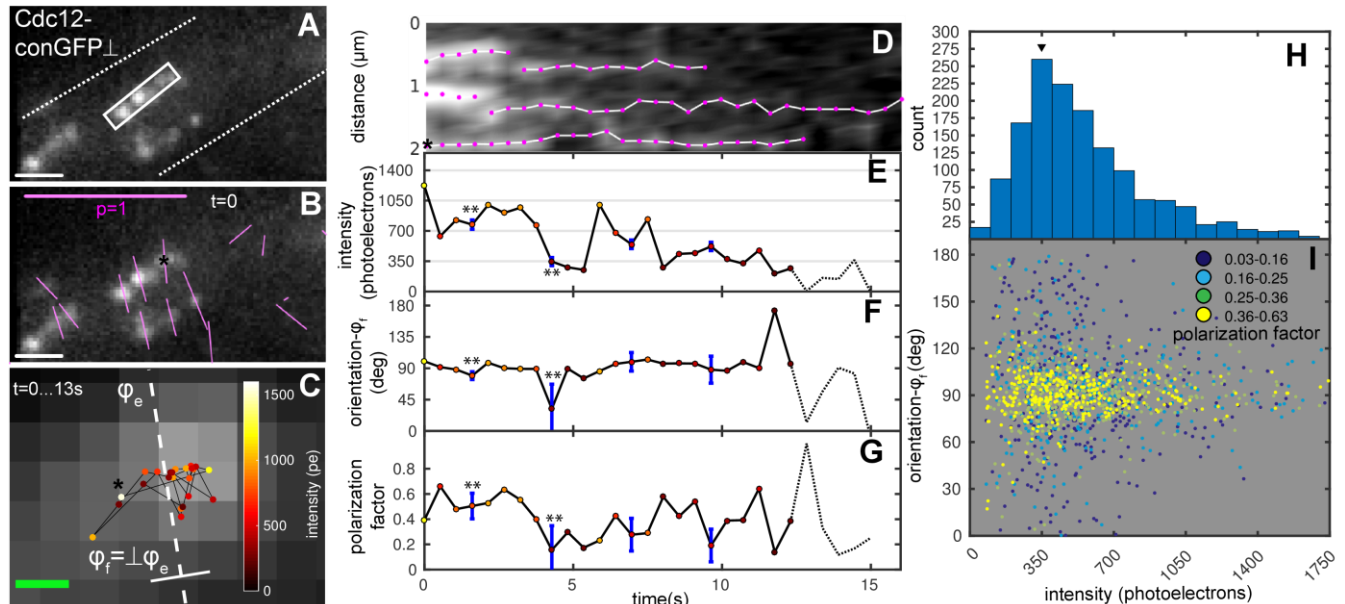 A
Cdc12-
conGFP⊥
B
p=1
t=0
*
C
t=0...13s
φe
*
φf=⊥φe
1500
1000
500
0
intensity (pe)
D
0
1
2
distance (µm)
*
E
1400
1050
700
350
0
intensity
(photoelectrons)
**
**
F
180
135
90
45
0
orientation-φf
(deg)
**
**
G
0.8
0.6
0.4
0.2
0
polarization
factor
**
**
0
5
10
15
time(s)
H
300
275
250
225
200
175
150
125
100
75
50
25
count
I
0.03-0.16
0.16-0.25
0.25-0.36
0.36-0.63
polarization factor
180
150
120
90
60
30
0
orientation-φf (deg)
0
350
700
1050
1400
1750
intensity (photoelectrons)